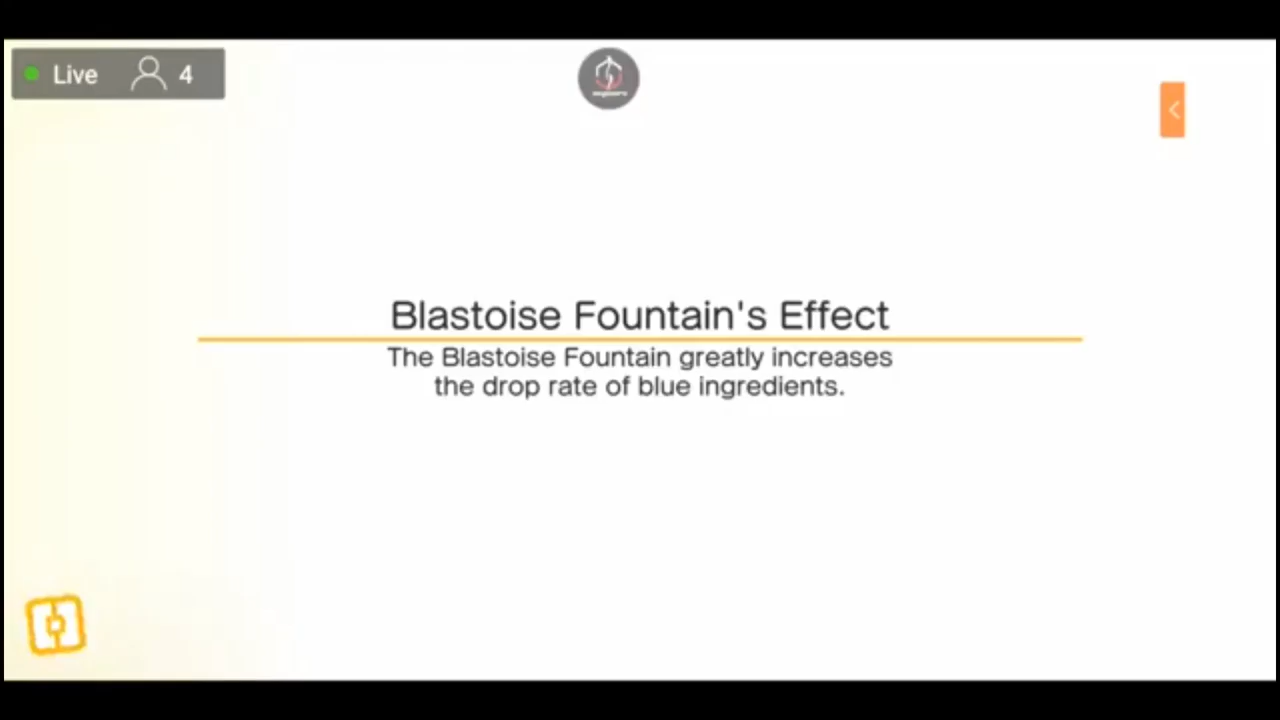 Live 4
Blastoise Fountain's Effect
The Blastoise Fountain greatly increases
the drop rate of blue ingredients.